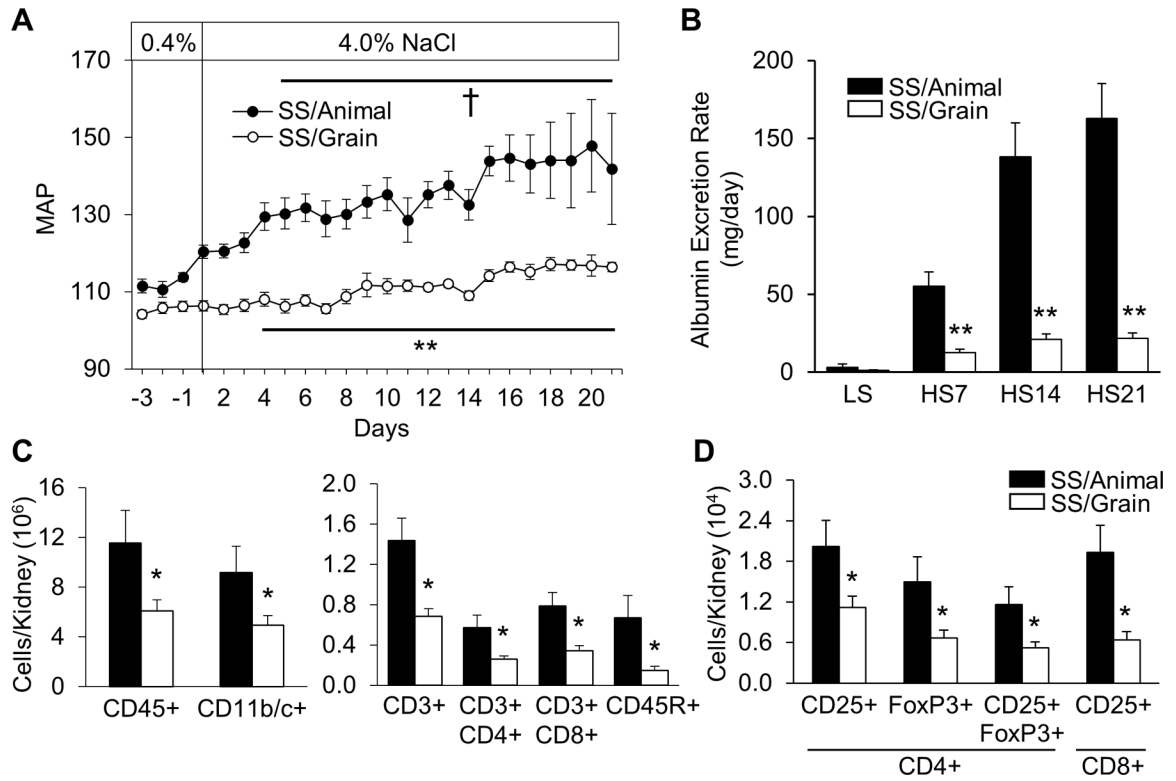 A
0.4%
4.0% NaCl
170
150
130
110
90
MAP
SS/Animal
SS/Grain
†
**
-3 -1 2 4 6 8 10 12 14 16 18 20
Days
B
200
150
100
50
0
Albumin Excretion Rate
(mg/day)
SS/Animal
SS/Grain
** ** **
LS HS7 HS14 HS21
C
Cells/Kidney (10⁶)
16
12
8
4
0
* *
CD45+ CD11b/c+
2.0
1.6
1.2
0.8
0.4
0.0
* * * *
CD3+ CD3+ CD3+ CD45R+
CD4+ CD8+
D
Cells/Kidney (10⁴)
3.0
2.4
1.8
1.2
0.6
0.0
SS/Animal
SS/Grain
* * * *
CD25+ FoxP3+ CD25+ CD25+
FoxP3+
CD4+ CD8+